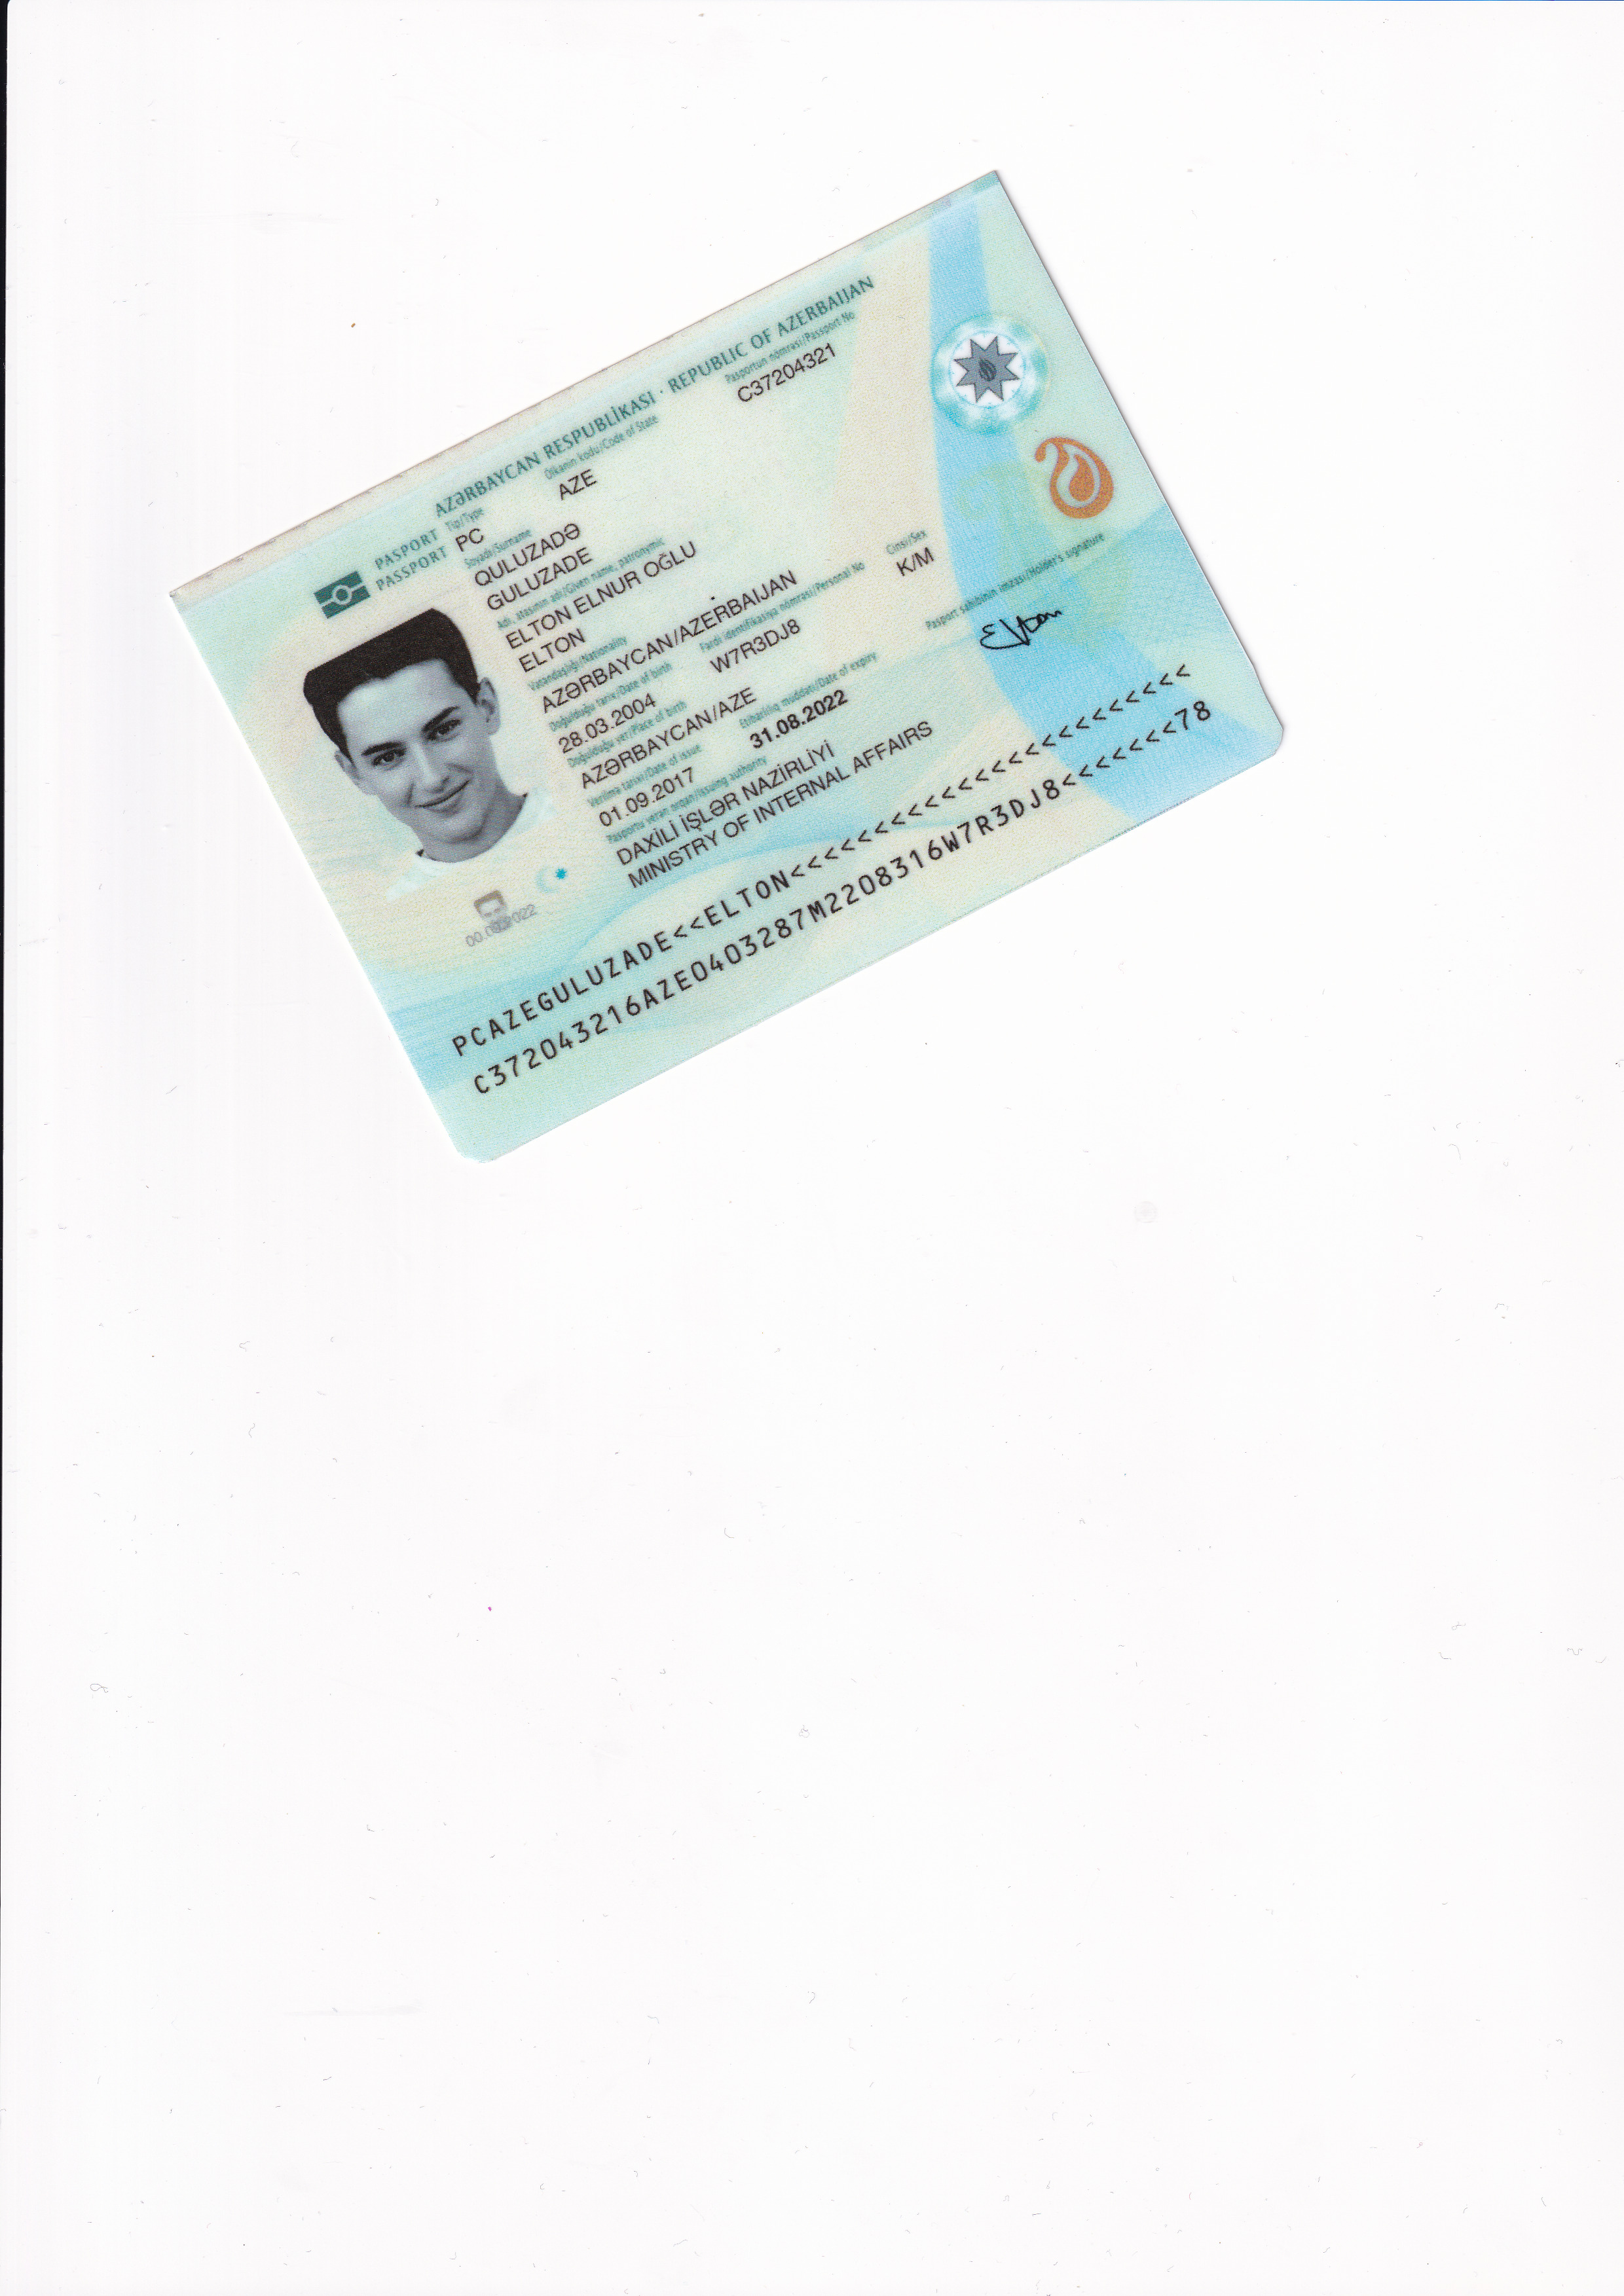 AZƏRBAYCAN RESPUBLİKASI · REPUBLIC OF AZERBAIJAN
PASPORT
PASSPORT
Tip/Type
PC
Ölkənin kodu/Code of State
AZE
Pasportun nömrəsi/Passport No
C37204321
Soyadı/Surname
QULUZADƏ
GULUZADE
Adı, atasının adı/Given name, patronymic
ELTON ELNUR OĞLU
ELTON
Vətəndaşlığı/Nationality
AZƏRBAYCAN/AZERBAIJAN
Doğulduğu tarix/Date of birth
28.03.2004
Fərdi identifikasiya nömrəsi/Personal No
W7R3DJ8
Cinsi/Sex
K/M
Doğulduğu yer/Place of birth
AZƏRBAYCAN/AZE
Verilmə tarixi/Date of issue
01.09.2017
Etibarlılıq müddəti/Date of expiry
31.08.2022
Pasport sahibinin imzası/Holder's signature
Elton
Pasportu verən orqan/Issuing authority
DAXİLİ İŞLƏR NAZİRLİYİ
MINISTRY OF INTERNAL AFFAIRS
PCAZEGULUZADE<<ELTON<<<<<<<<<<<<<<<<<<<<<<<<
C372043216AZE0403287M2208316W7R3DJ8<<<<<<<78